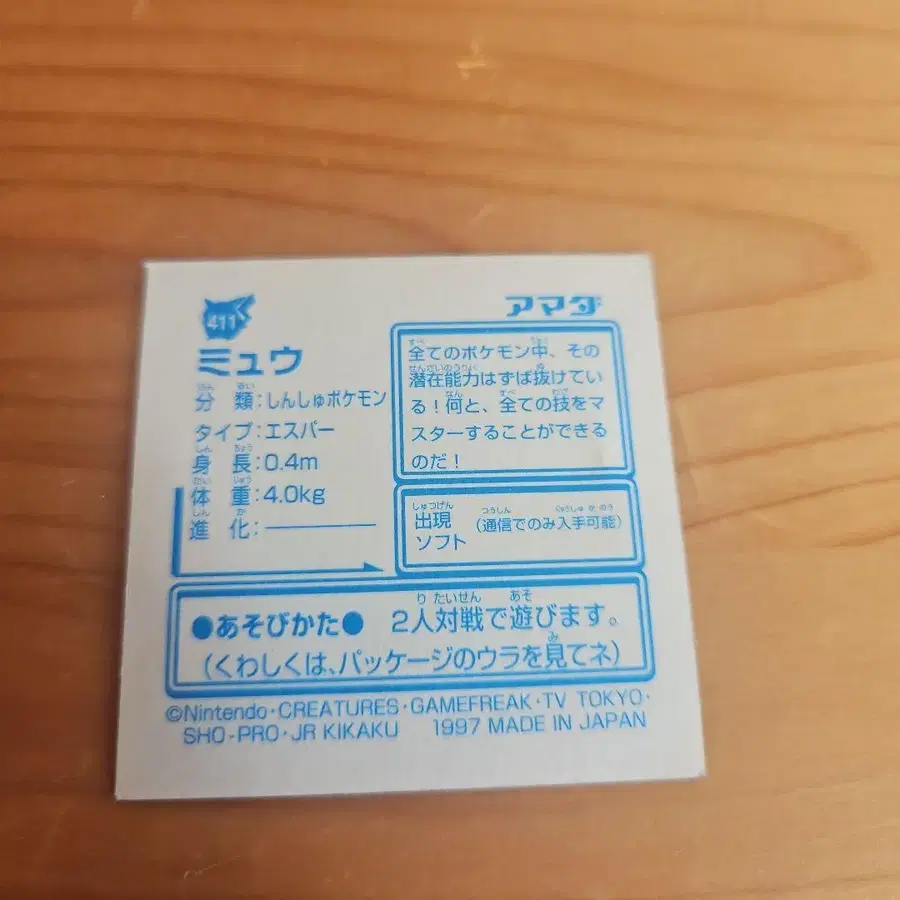 411
アマダ
ミュウ
分類:しんしゅポケモン
タイプ:エスパー
身長:0.4m
体重:4.0kg
進化:
全てのポケモン中、その
潜在能力はずば抜けてい
る!何と、全ての技をマ
スターすることができる
のだ!
出現
ソフト
(通信でのみ入手可能)
●あそびかた● 2人対戦で遊びます。
(くわしくは、パッケージのウラを見てネ)
©Nintendo・CREATURES・GAMEFREAK・TV TOKYO・
SHO-PRO・JR KIKAKU 1997 MADE IN JAPAN